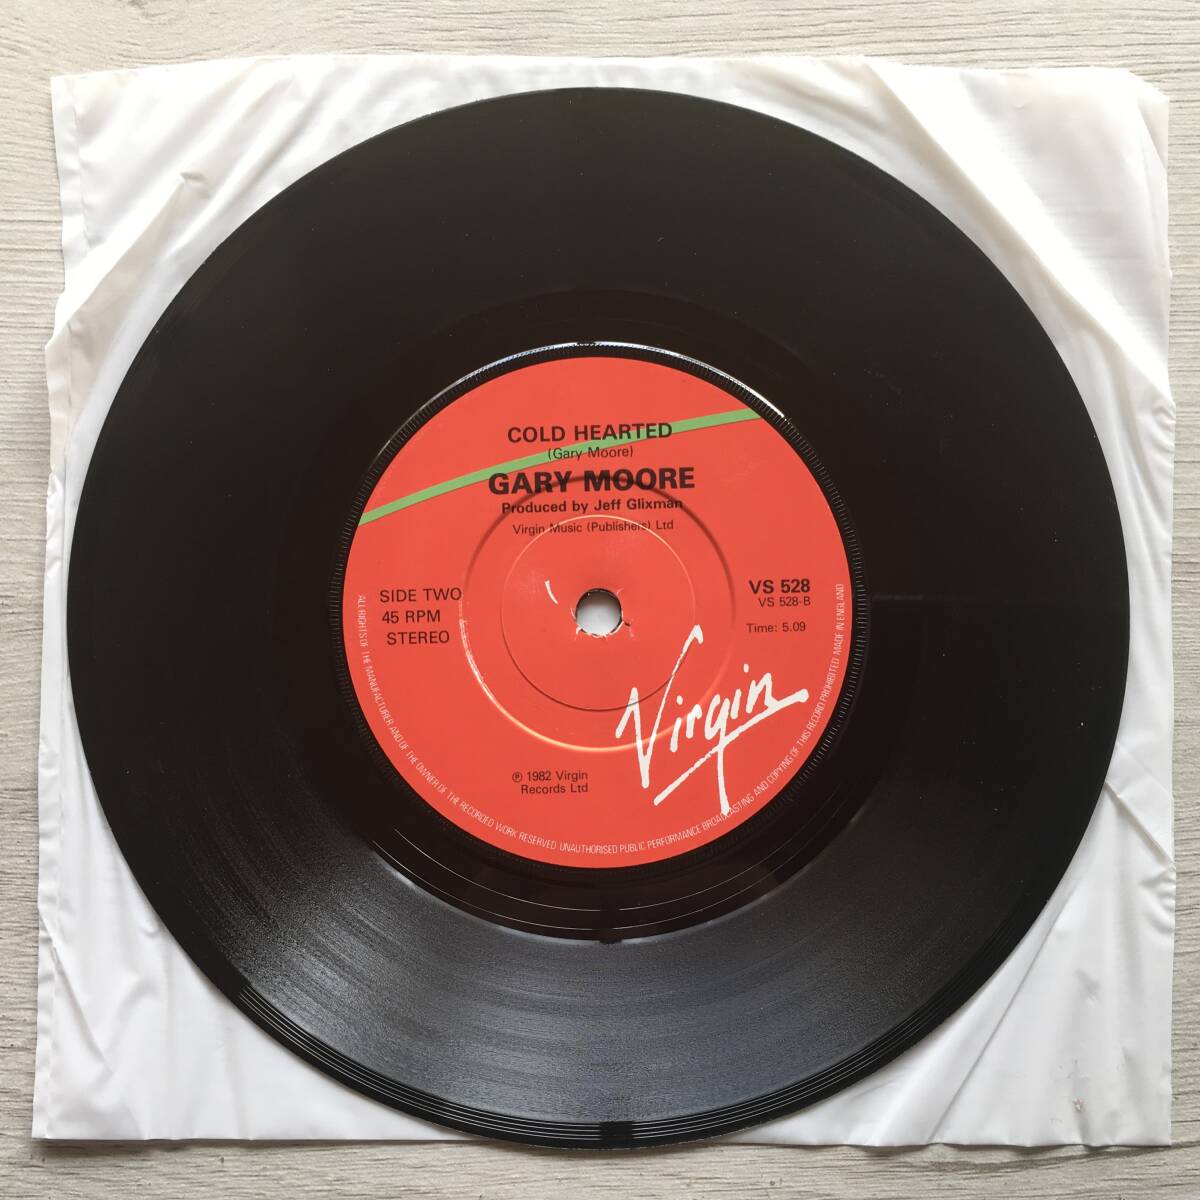 COLD HEARTED
(Gary Moore)
GARY MOORE
Produced by Jeff Glixman
Virgin Music (Publishers) Ltd
SIDE TWO
45 RPM
STEREO
VS 528
VS 528-B
Time: 5.09
Virgin
℗ 1982 Virgin
Records Ltd
ALL RIGHTS OF THE MANUFACTURER AND OF THE OWNER OF THE RECORDED WORK RESERVED UNAUTHORISED PUBLIC PERFORMANCE BROADCASTING AND COPYING OF THIS RECORD PROHIBITED MADE IN ENGLAND